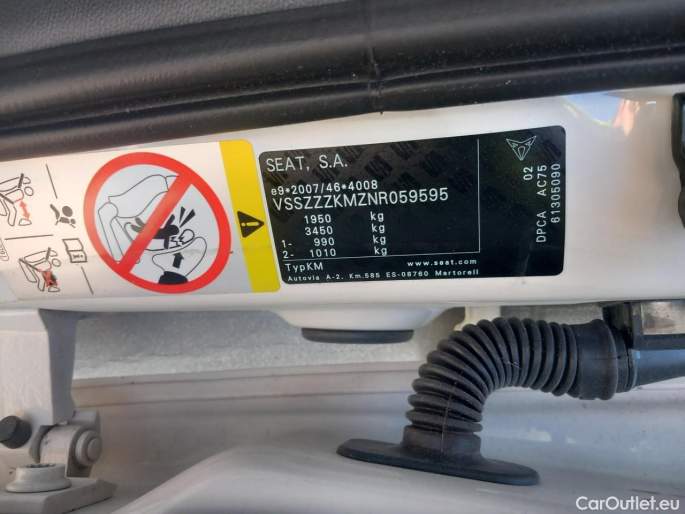 SEAT, S.A.
e9*2007/46*4008
VSSZZZKMZNR059595
1950 kg
3450 kg
1- 990 kg
2- 1010 kg
TypKM www.seat.com
Autovia A-2, Km.585 ES-08760 Martorell
DPCA 02
AC75
61305090
CarOutlet.eu